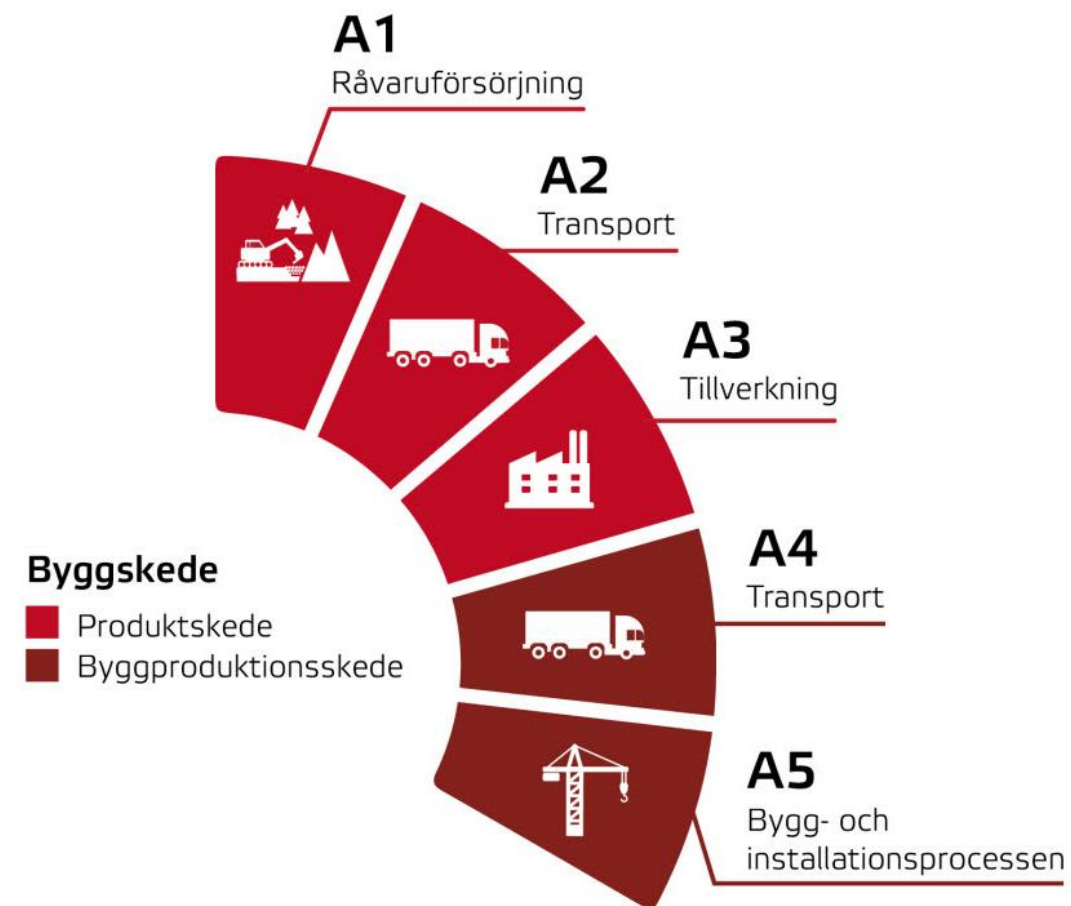 A1
Råvaruförsörjning
A2
Transport
A3
Tillverkning
A4
Transport
A5
Bygg- och
installationsprocessen
Byggskede
Produktskede
Byggproduktionsskede